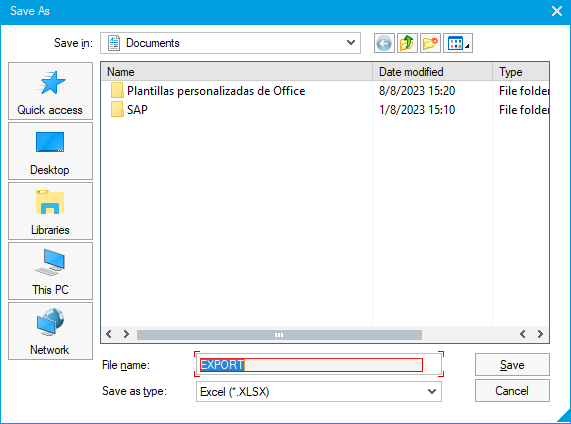 Save As
Save in: Documents
Name Date modified Type
Quick access
Plantillas personalizadas de Office 8/8/2023 15:20 File folder
SAP 1/8/2023 15:10 File folder
Desktop
Libraries
This PC
Network
File name: EXPORT Save
Save as type: Excel (*.XLSX) Cancel